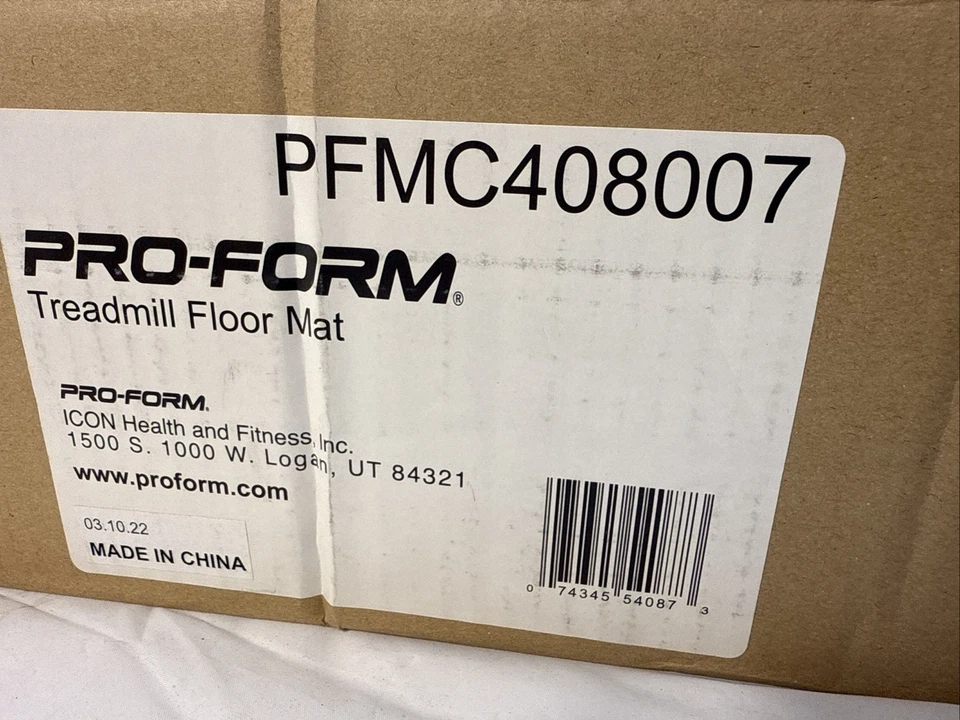 PFMC408007
PRO-FORM®
Treadmill Floor Mat
PRO-FORM®
ICON Health and Fitness, Inc.
1500 S. 1000 W. Logan, UT 84321
www.proform.com
03.10.22
MADE IN CHINA
0 74345 54087 3